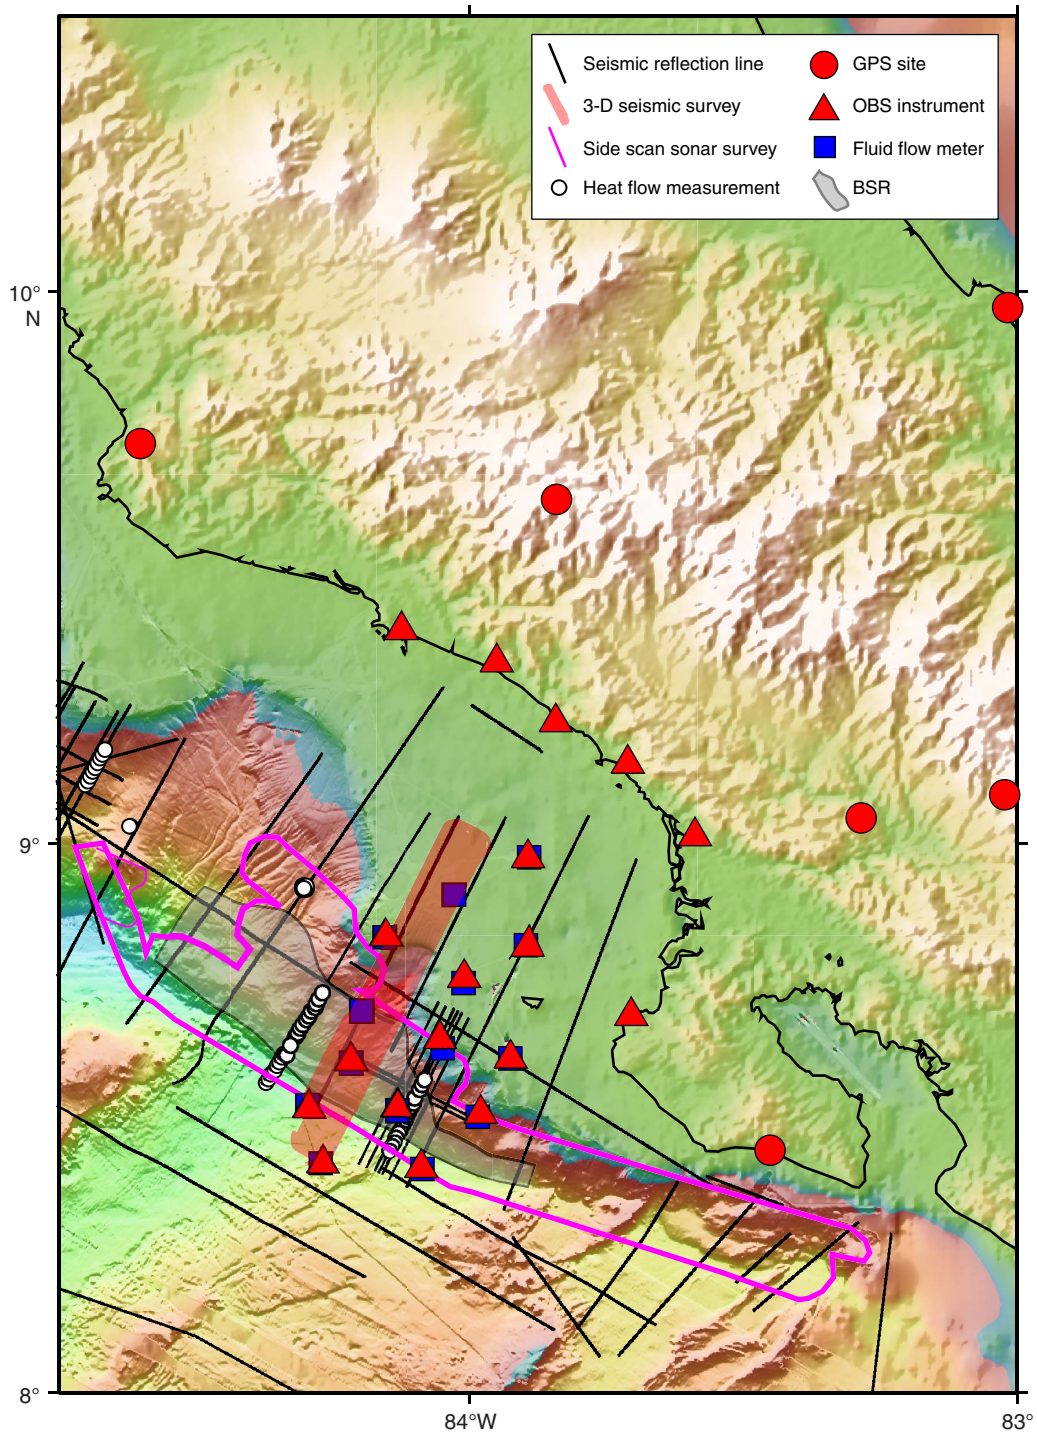 Seismic reflection line
3-D seismic survey
Side scan sonar survey
Heat flow measurement
GPS site
OBS instrument
Fluid flow meter
BSR
10°
N
9°
8°
84°W
83°